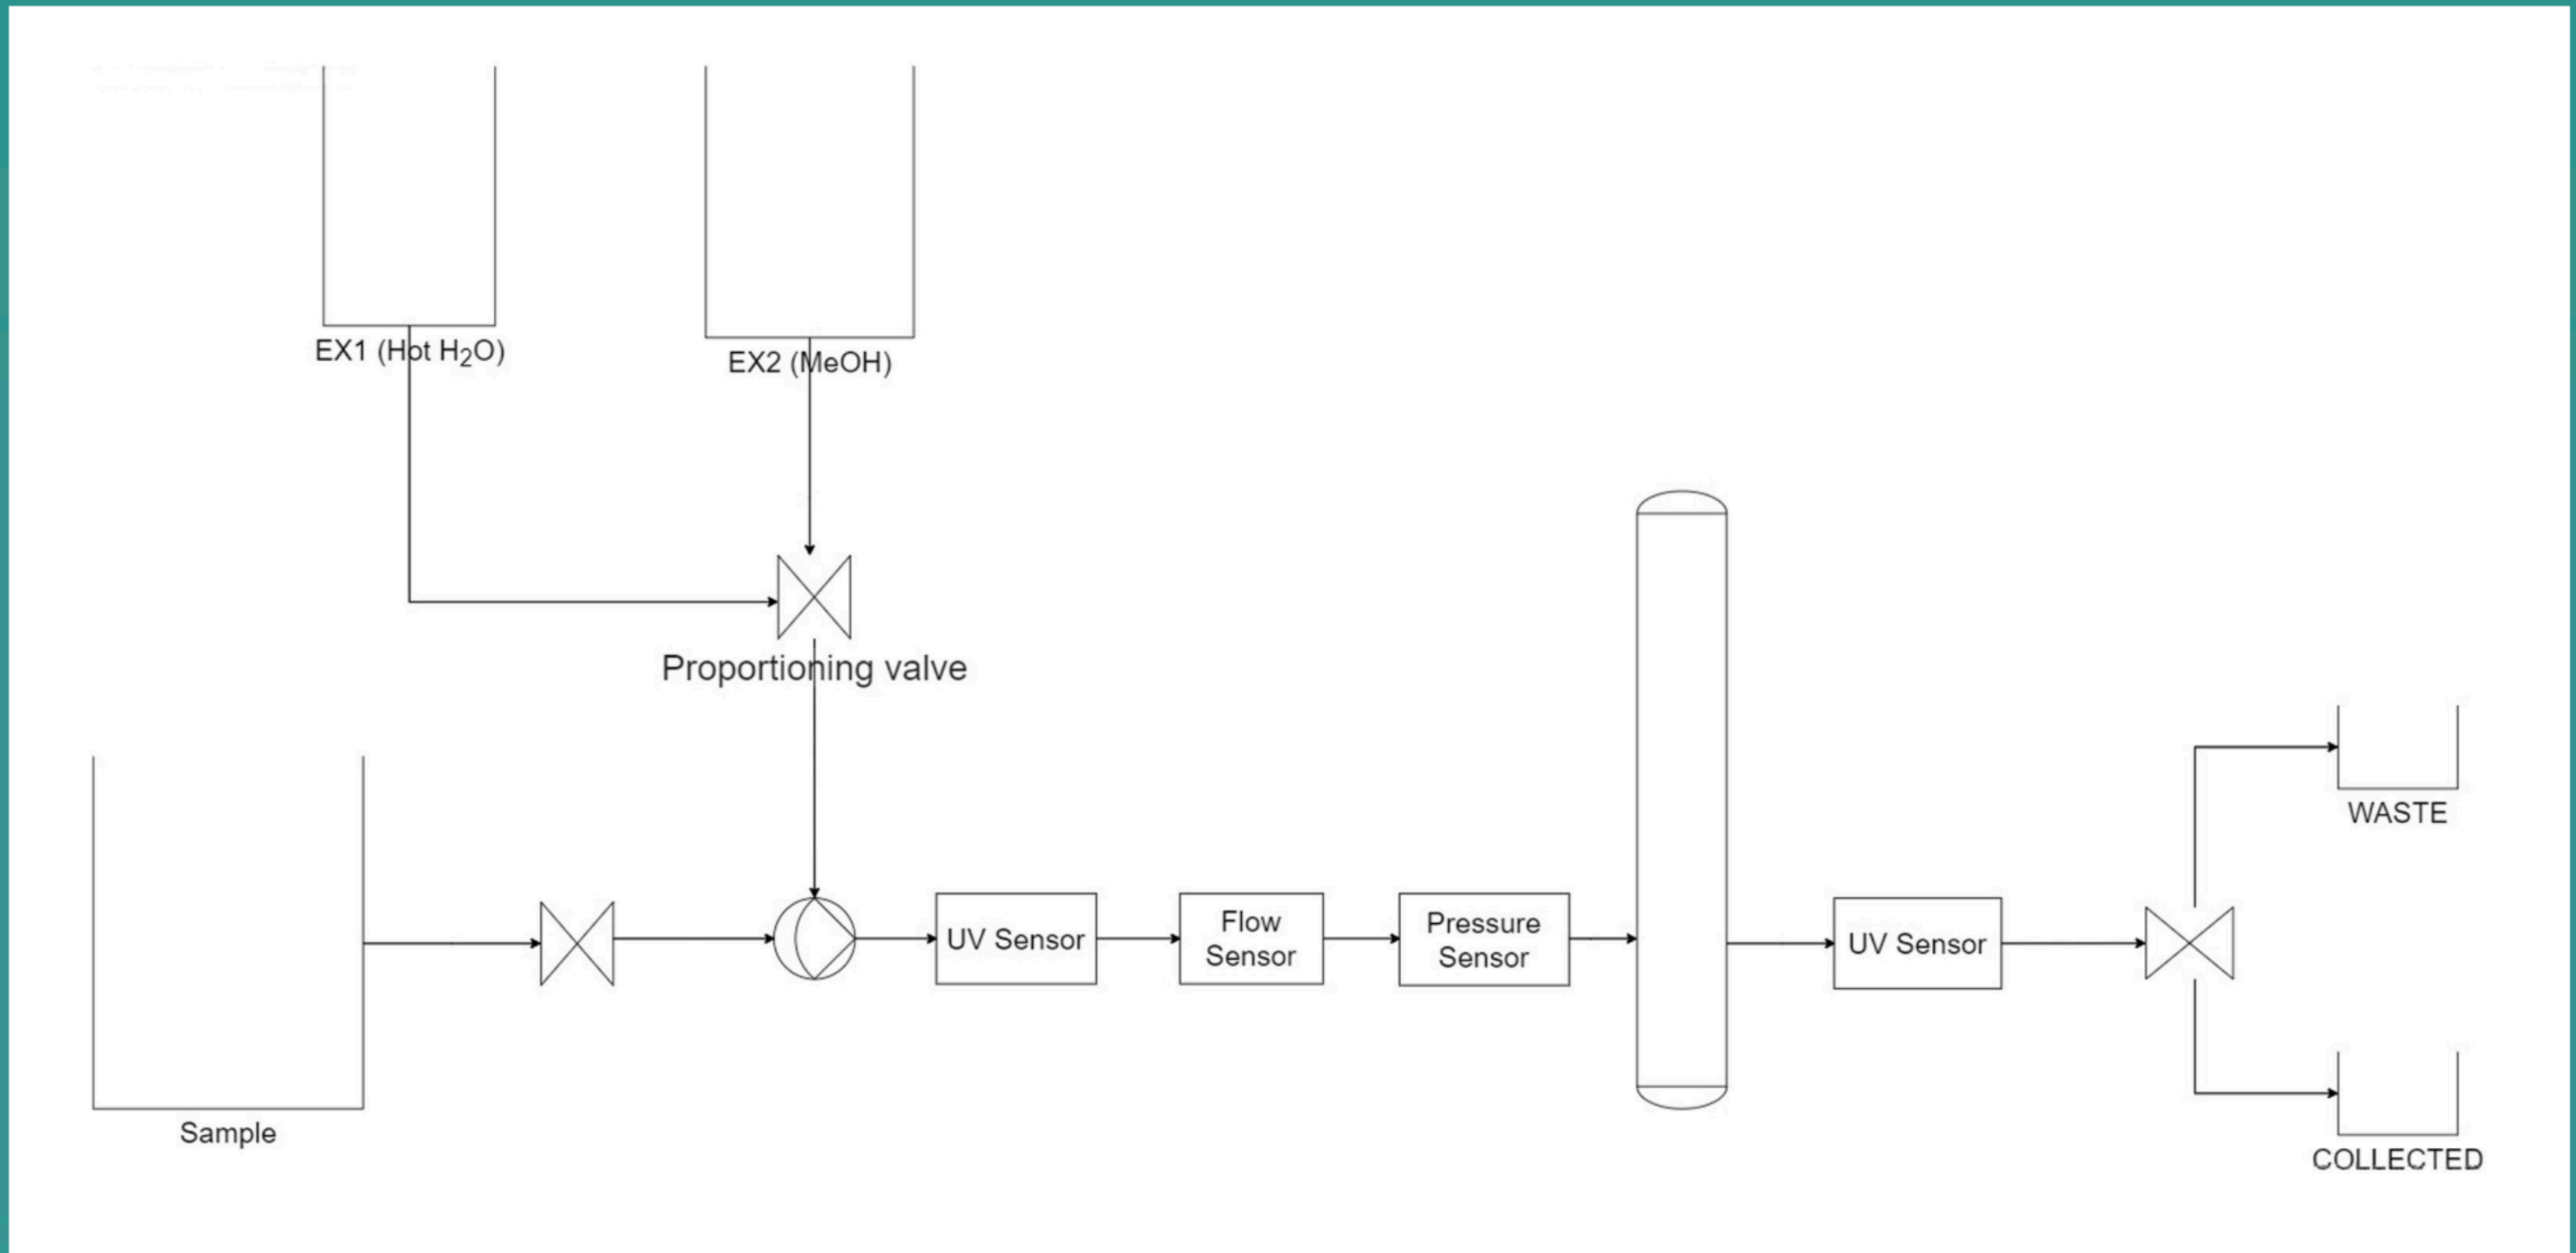 EX1 (Hot H₂O)
EX2 (MeOH)
Proportioning valve
Sample
UV Sensor
Flow
Sensor
Pressure
Sensor
UV Sensor
WASTE
COLLECTED